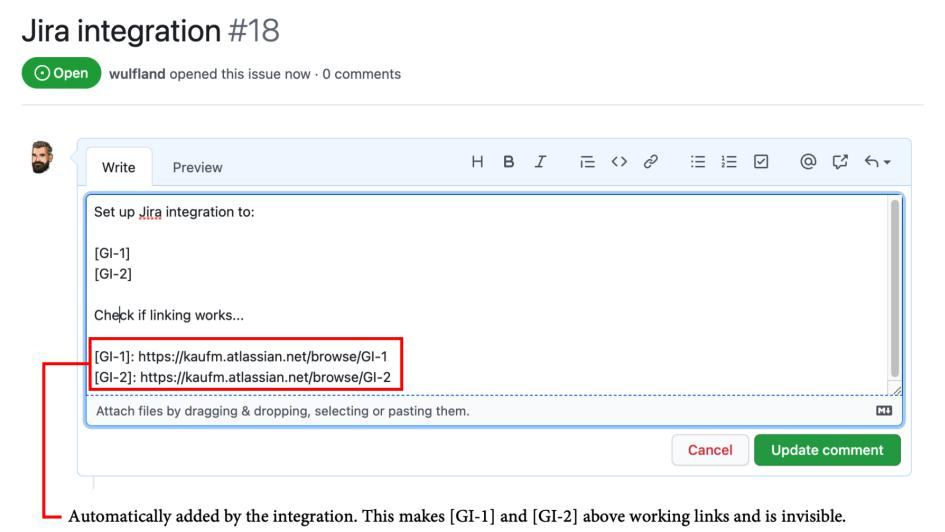 Jira integration #18
Open wulfland opened this issue now · 0 comments
Write Preview H B I <> @
Set up Jira integration to:
[GI-1]
[GI-2]
Check if linking works...
[GI-1]: https://kaufm.atlassian.net/browse/GI-1
[GI-2]: https://kaufm.atlassian.net/browse/GI-2
Attach files by dragging & dropping, selecting or pasting them. M
Cancel Update comment
Automatically added by the integration. This makes [GI-1] and [GI-2] above working links and is invisible.